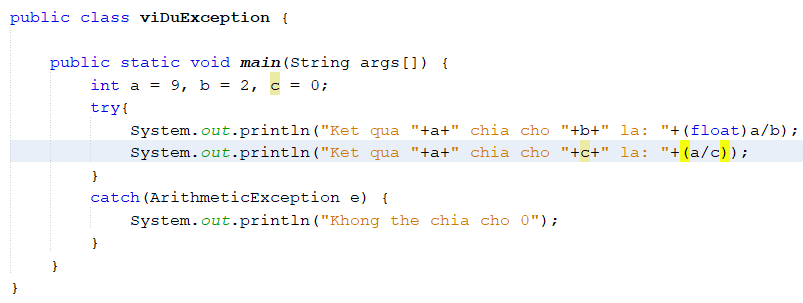 public class viDuException {
public static void main(String args[]) {
int a = 9, b = 2, c = 0;
try{
System.out.println("Ket qua "+a+" chia cho "+b+" la: "+(float)a/b);
System.out.println("Ket qua "+a+" chia cho "+c+" la: "+(a/c));
}
catch(ArithmeticException e) {
System.out.println("Khong the chia cho 0");
}
}
}